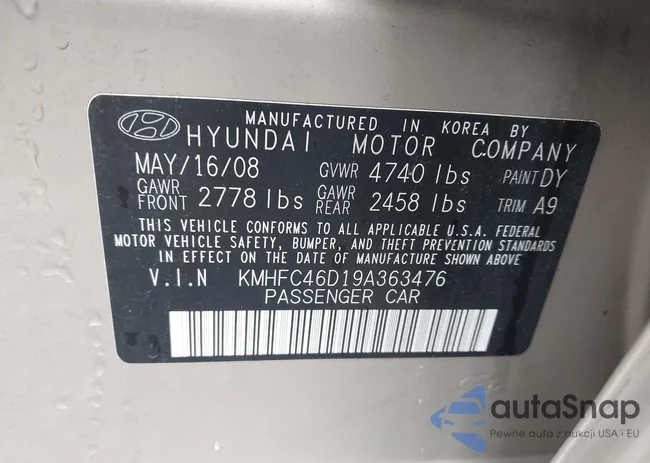 MANUFACTURED IN KOREA BY
HYUNDAI MOTOR COMPANY
MAY/16/08 GVWR 4740 lbs PAINT DY
GAWR FRONT 2778 lbs GAWR REAR 2458 lbs TRIM A9
THIS VEHICLE CONFORMS TO ALL APPLICABLE U.S.A. FEDERAL
MOTOR VEHICLE SAFETY, BUMPER, AND THEFT PREVENTION STANDARDS
IN EFFECT ON THE DATE OF MANUFACTURE SHOWN ABOVE
V.I.N KMHFC46D19A363476
PASSENGER CAR
autaSnap
Pewne auta z aukcji USA i EU